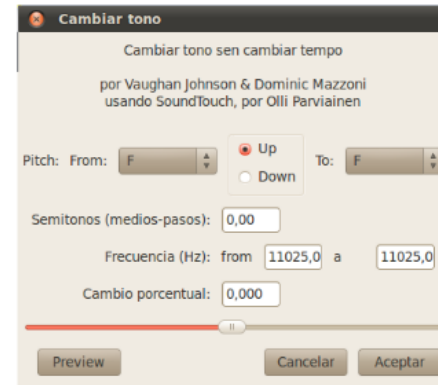 Cambiar tono
Cambiar tono sen cambiar tempo
por Vaughan Johnson & Dominic Mazzoni
usando SoundTouch, por Olli Parviainen
Up
Pitch: From: F To: F
Down
Semitonos (medios-pasos): 0,00
Frecuencia (Hz): from 11025,0 a 11025,0
Cambio porcentual: 0,000
Preview Cancelar Aceptar